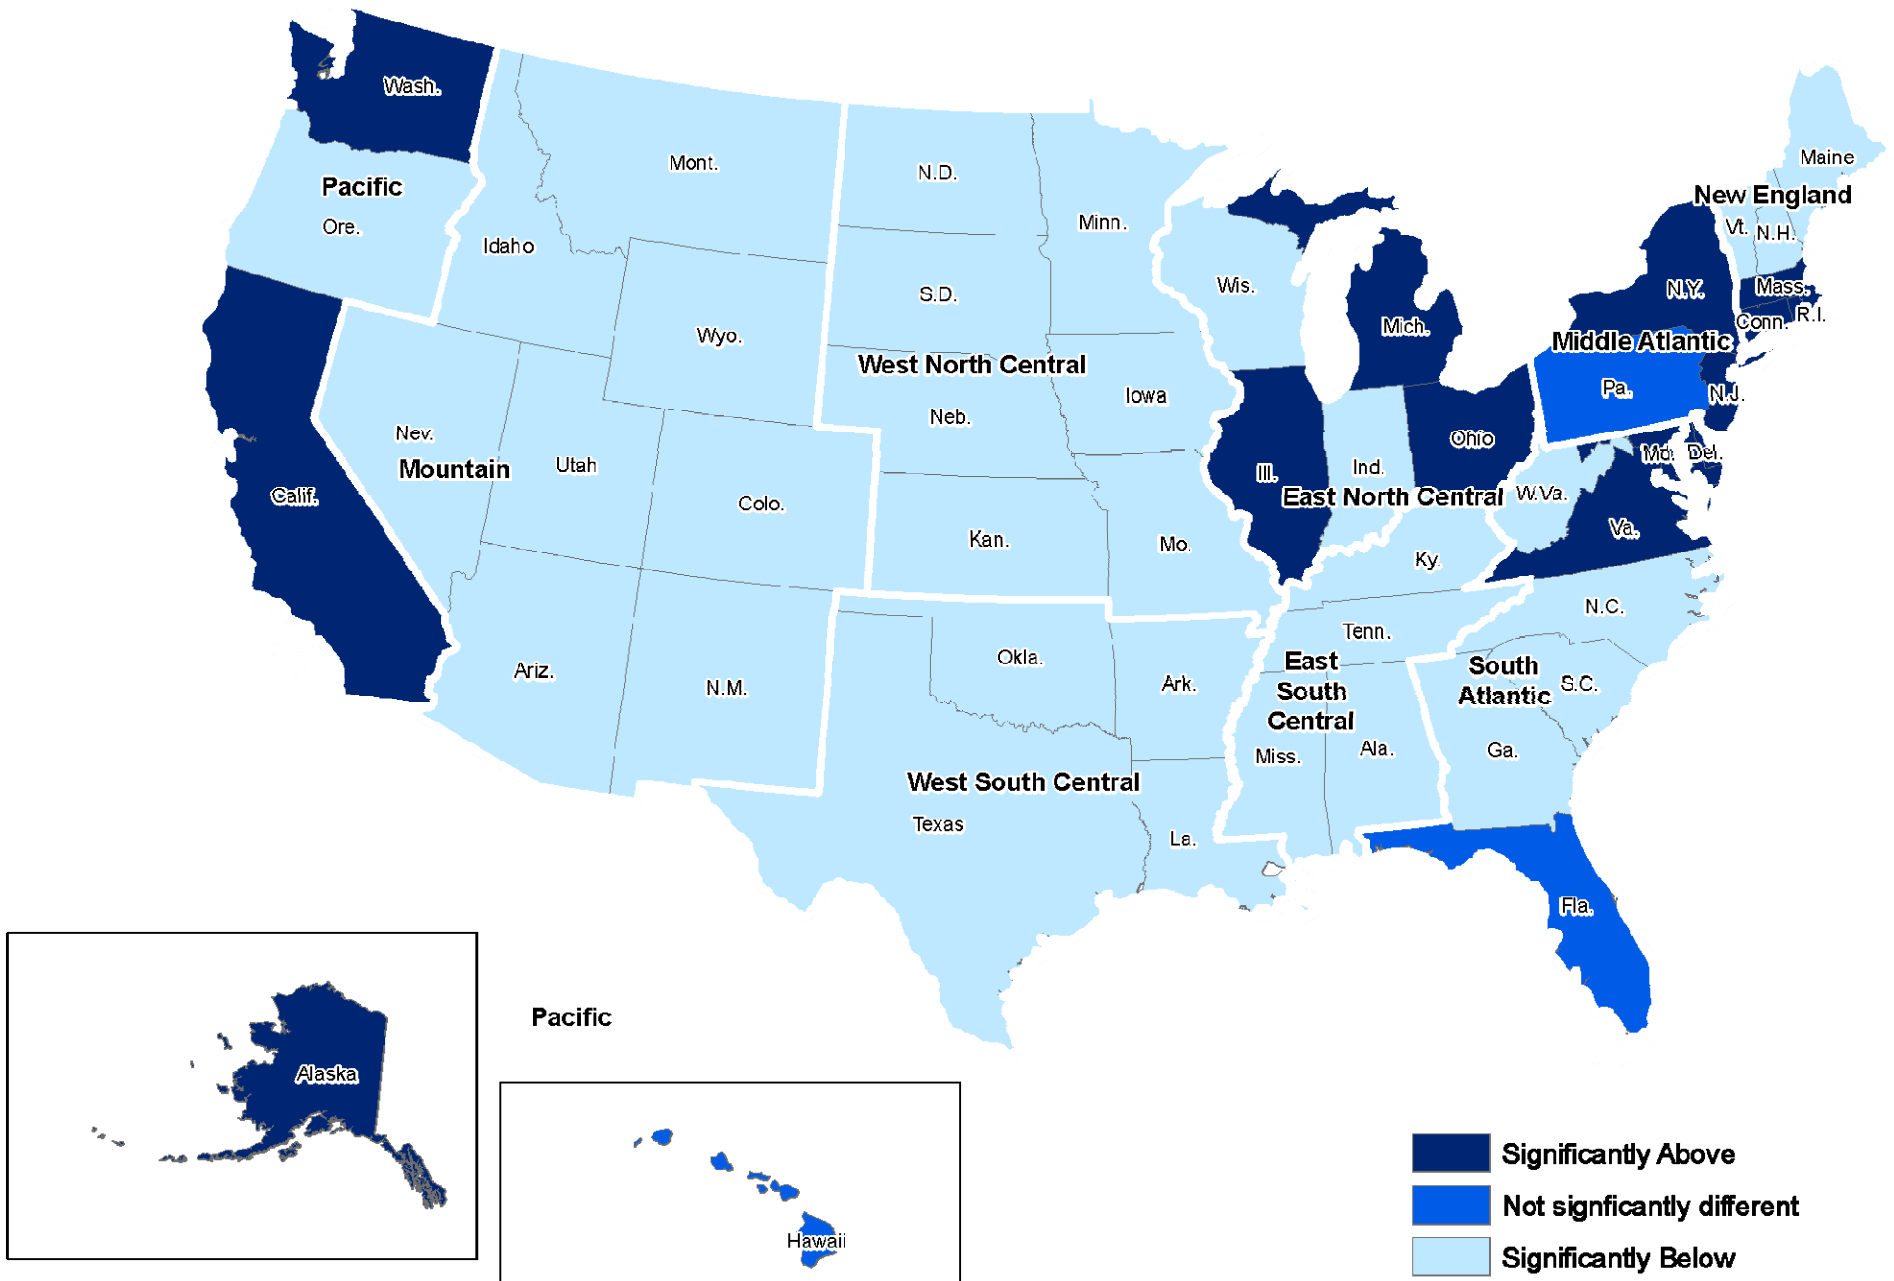 Wash.
Maine
Mont.
N.D.
Pacific
New England
Minn.
Ore.
Vt.
N.H.
Idaho
Wis.
Mass.
N.Y.
S.D.
R.I.
Conn.
Mich.
Wyo.
Middle Atlantic
West North Central
Pa.
N.J.
Iowa
Neb.
Nev.
Ohio
Md.
Del.
Mountain
Utah
Ill.
Ind.
Calif.
East North Central
W.Va.
Colo.
Va.
Kan.
Mo.
Ky.
N.C.
Tenn.
Okla.
East
South
Central
South
Atlantic
Ariz.
N.M.
Ark.
S.C.
Miss.
Ala.
Ga.
West South Central
Texas
La.
Fla.
Pacific
Alaska
Hawaii
Significantly Above
Not signficantly different
Significantly Below